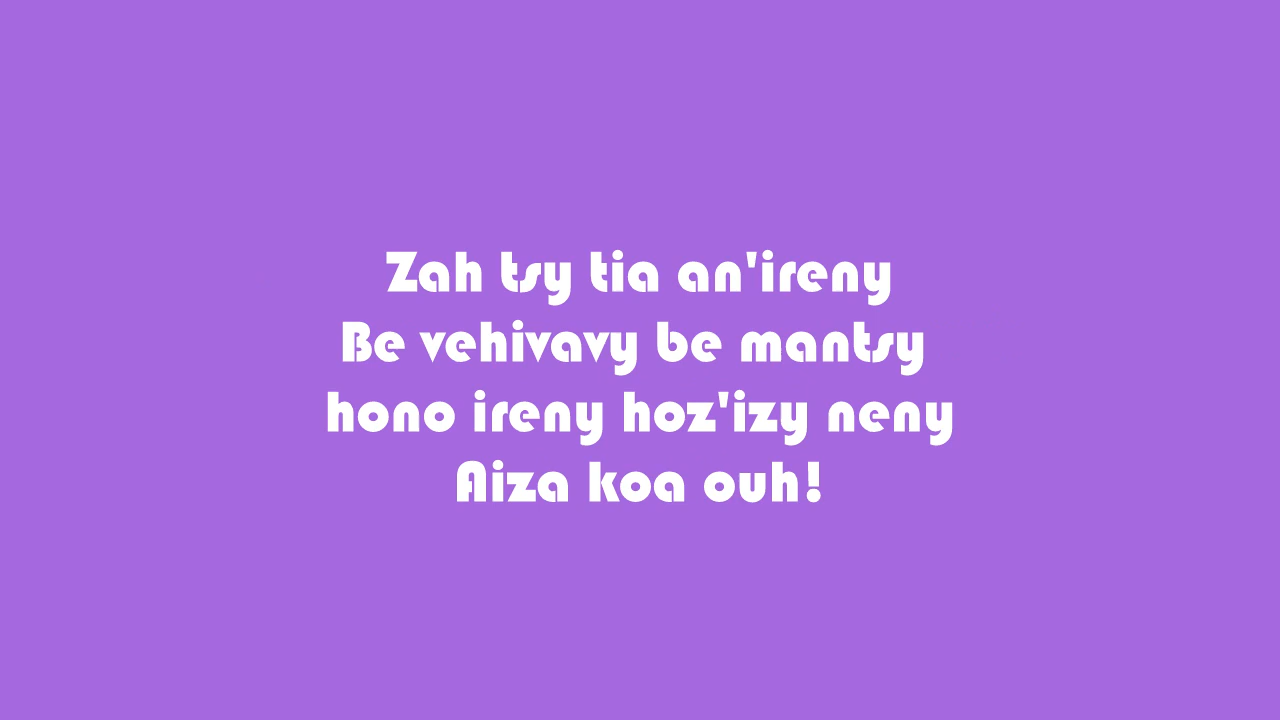 Zah tsy tia an'ireny
Be vehivavy be mantsy
hono ireny hoz'izy neny
Aiza koa ouh!